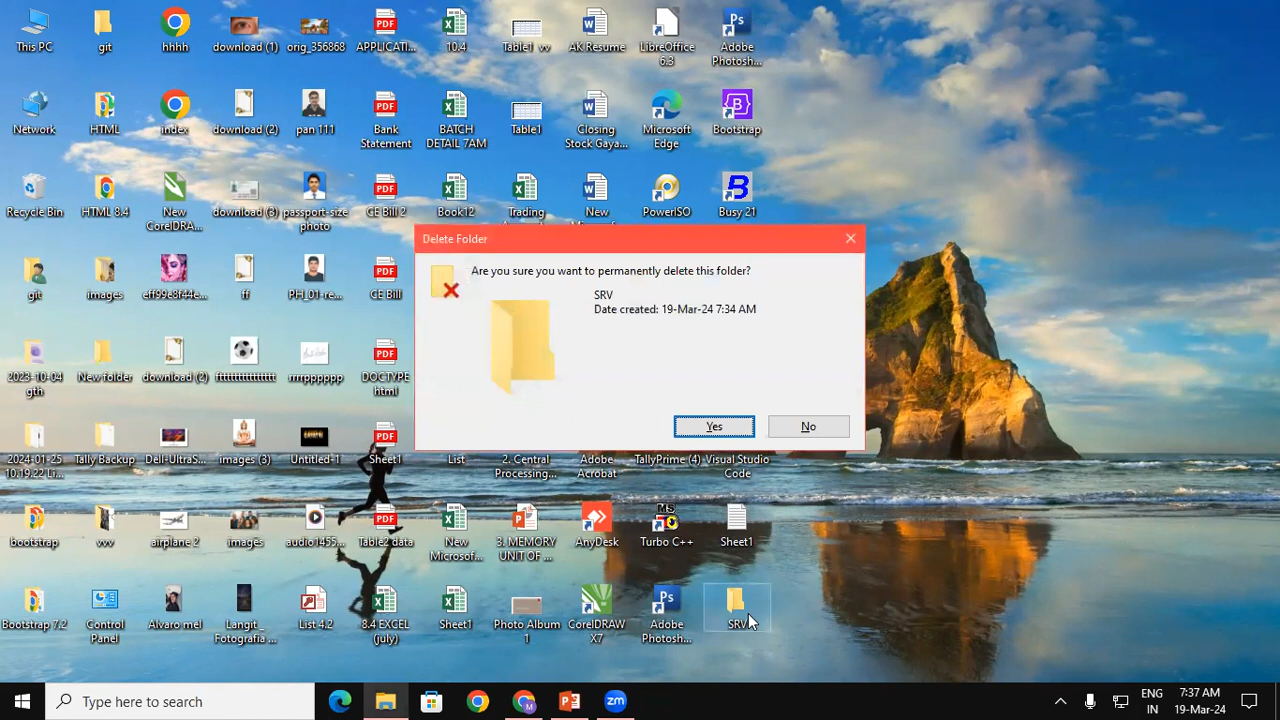 This PC
git
hhhh
download (1)
orig_356868
APPLICATI...
10.4
Table1_vv
AK Resume
LibreOffice
6.3
Adobe
Photosh...
Network
HTML
index
download (2)
pan 111
Bank
Statement
BATCH
DETAIL 7AM
Table1
Closing
Stock Gaya...
Microsoft
Edge
Bootstrap
Recycle Bin
HTML 8.4
New
CorelDRA...
download (3)
passport-size
photo
CE Bill 2
Book12
Trading
New
PowerISO
Busy 21
git
images
eff99e8f44e...
ff
PH_01-re...
CE Bill
Delete Folder
Are you sure you want to permanently delete this folder?
SRV
Date created: 19-Mar-24 7:34 AM
Yes
No
2023-10-04
gth
New folder
download (2)
rrrrpppppp
DOCTYPE
html
2024-01-25
10.19.22 Li...
Tally Backup
Dell-UltraS...
images (3)
Untitled-1
Sheet1
List
2. Central
Processing...
Adobe
Acrobat
TallyPrime (4)
Visual Studio
Code
bootstrap
vvv
airplane 2
images
audio1455...
Table2 data
New
Microsof...
3. MEMORY
UNIT OF ...
AnyDesk
Turbo C++
Sheet1
Bootstrap 7.2
Control
Panel
Alvaro mel
Langit_
Fotografia ...
List 4.2
8.4 EXCEL
(july)
Sheet1
Photo Album
1
CorelDRAW
X7
Adobe
Photosh...
SRV
Type here to search
ENG
IN
7:37 AM
19-Mar-24